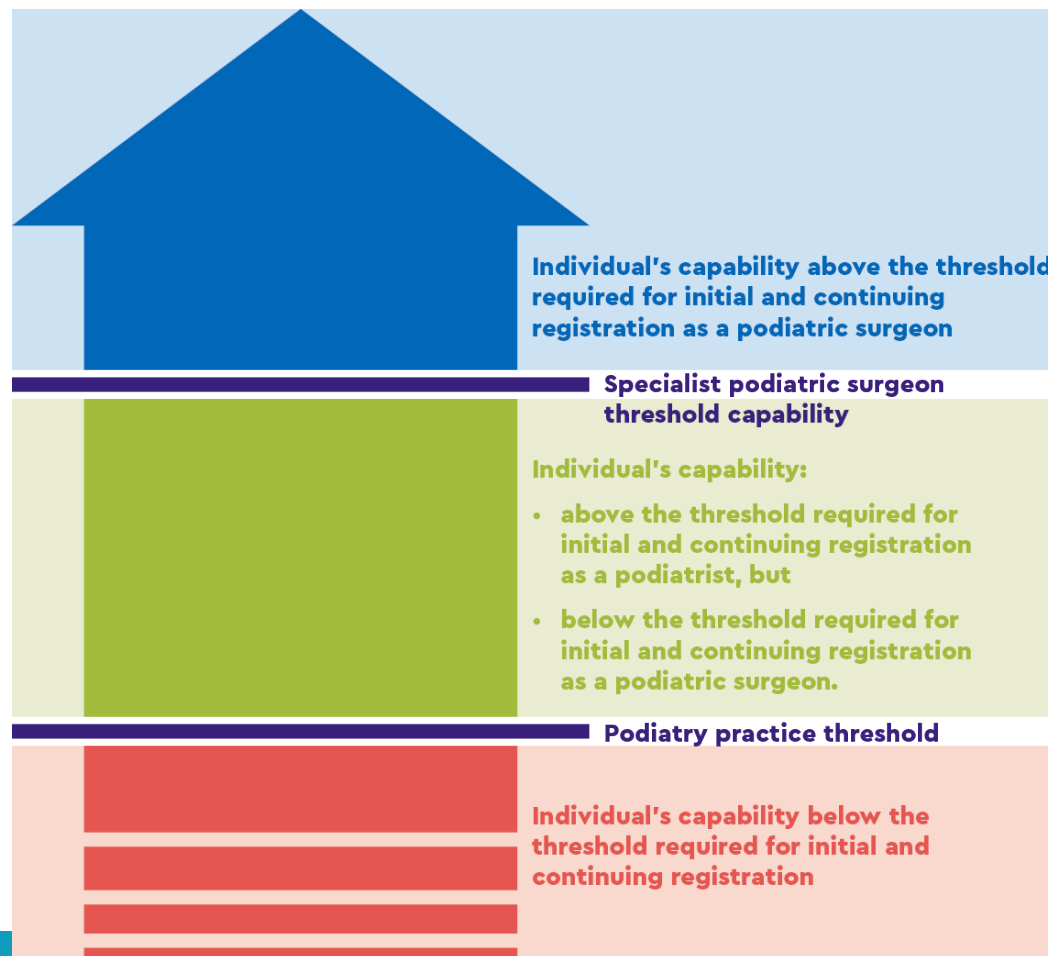 Individual's capability above the threshold
required for initial and continuing
registration as a podiatric surgeon
Specialist podiatric surgeon
threshold capability
Individual's capability:
• above the threshold required for
initial and continuing registration
as a podiatrist, but
• below the threshold required for
initial and continuing registration
as a podiatric surgeon.
Podiatry practice threshold
Individual's capability below the
threshold required for initial and
continuing registration